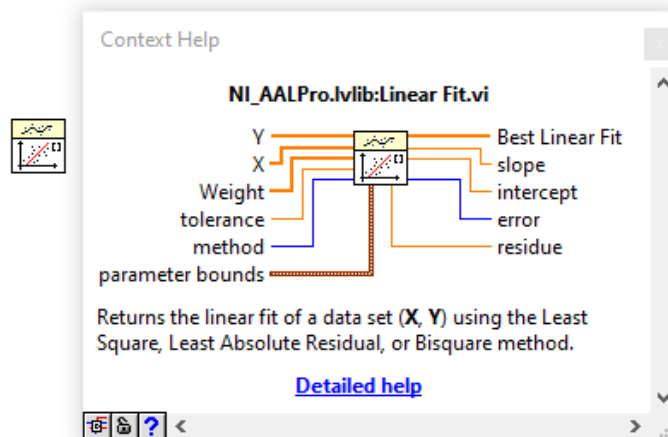 Context Help
NI_AALPro.lvlib:Linear Fit.vi
Y
X
Weight
tolerance
method
parameter bounds
Best Linear Fit
slope
intercept
error
residue
Returns the linear fit of a data set (X, Y) using the Least
Square, Least Absolute Residual, or Bisquare method.
Detailed help
?